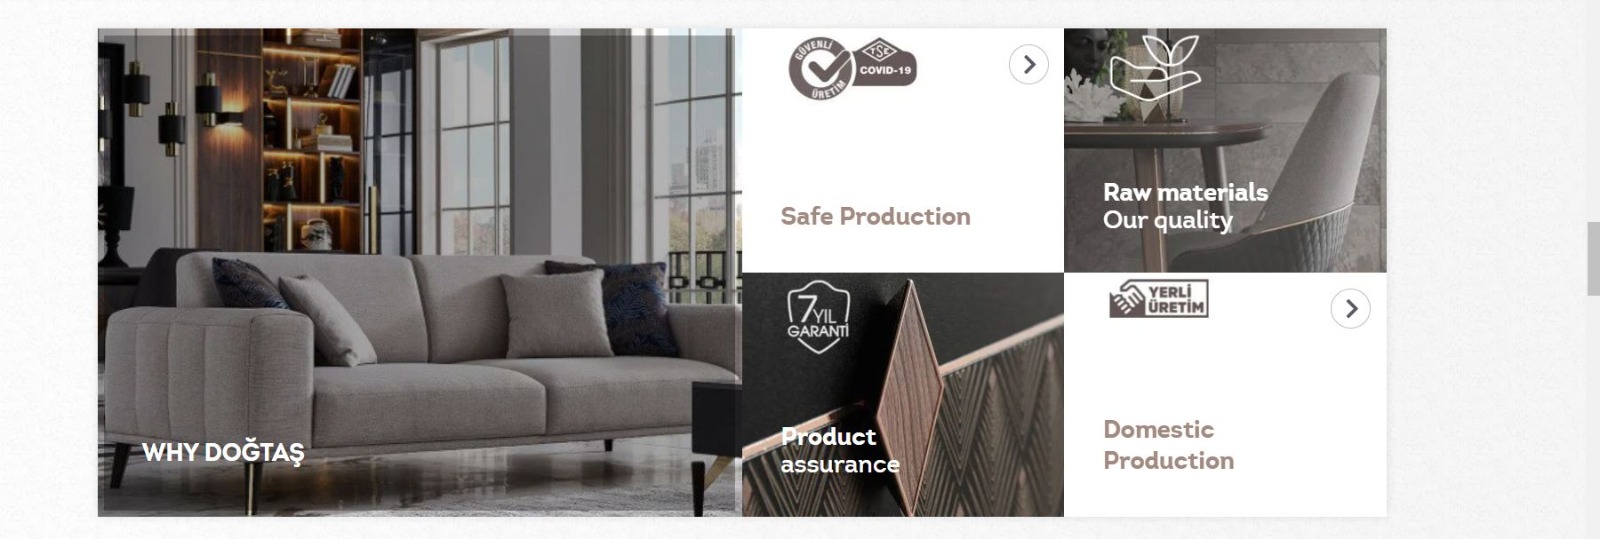 WHY DOĞTAŞ
GÜVENLİ
ÜRETİM
TSE
COVID-19
Safe Production
Raw materials
Our quality
7 YIL
GARANTİ
Product
assurance
YERLİ
ÜRETİM
Domestic
Production